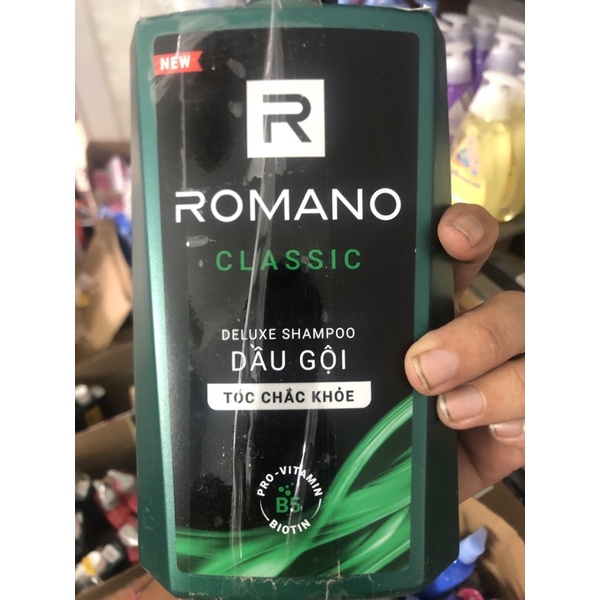 NEW
R
ROMANO
CLASSIC
DELUXE SHAMPOO
DẦU GỘI
TÓC CHẮC KHỎE
PRO-VITAMIN
B5
BIOTIN